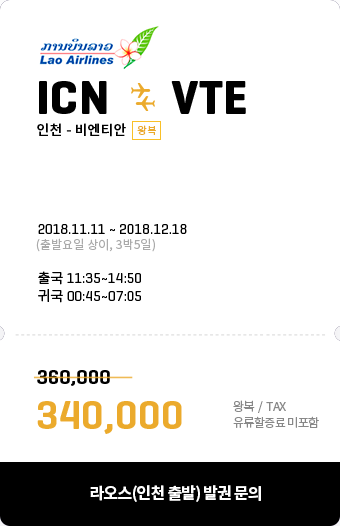 ການບິນລາວ
Lao Airlines
ICN VTE
인천 - 비엔티안 왕복
2018.11.11 ~ 2018.12.18
(출발요일 상이, 3박5일)
출국 11:35~14:50
귀국 00:45~07:05
360,000
340,000
왕복 / TAX
유류할증료 미포함
라오스(인천 출발) 발권 문의